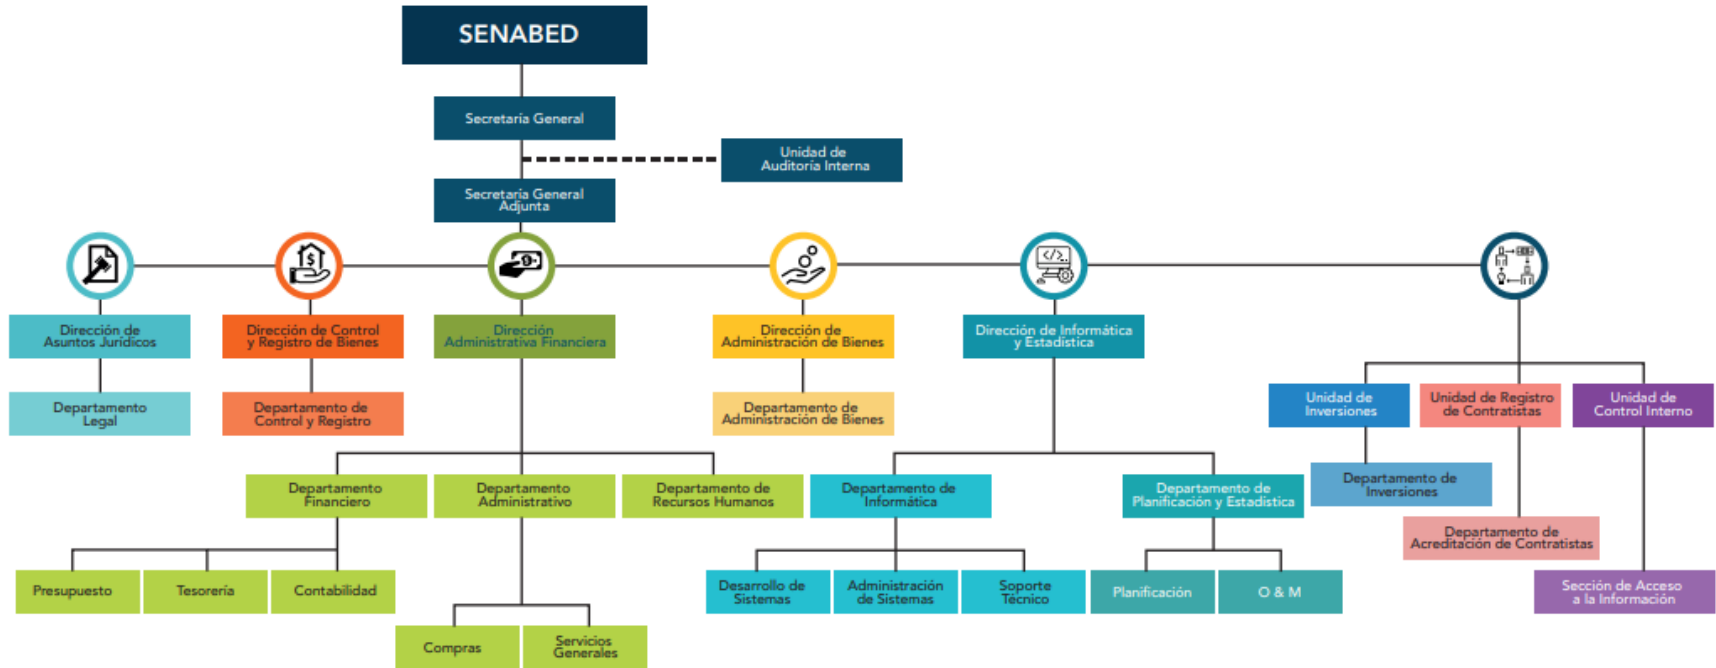 SENABED
Secretaría General
Unidad de
Auditoría Interna
Secretaría General
Adjunta
</>
$
Dirección de
Asuntos Jurídicos
Dirección de Control
y Registro de Bienes
Dirección
Administrativa Financiera
Dirección de
Administración de Bienes
Dirección de Informática
y Estadística
Departamento
Legal
Departamento de
Control y Registro
Departamento de
Administración de Bienes
Unidad de
Inversiones
Unidad de Registro
de Contratistas
Unidad de
Control Interno
Departamento
Financiero
Departamento
Administrativo
Departamento de
Recursos Humanos
Departamento de
Informática
Departamento de
Planificación y Estadística
Departamento de
Inversiones
Departamento de
Acreditación de Contratistas
Presupuesto
Tesorería
Contabilidad
Desarrollo de
Sistemas
Administración
de Sistemas
Soporte
Técnico
Planificación
O & M
Sección de Acceso
a la Información
Compras
Servicios
Generales